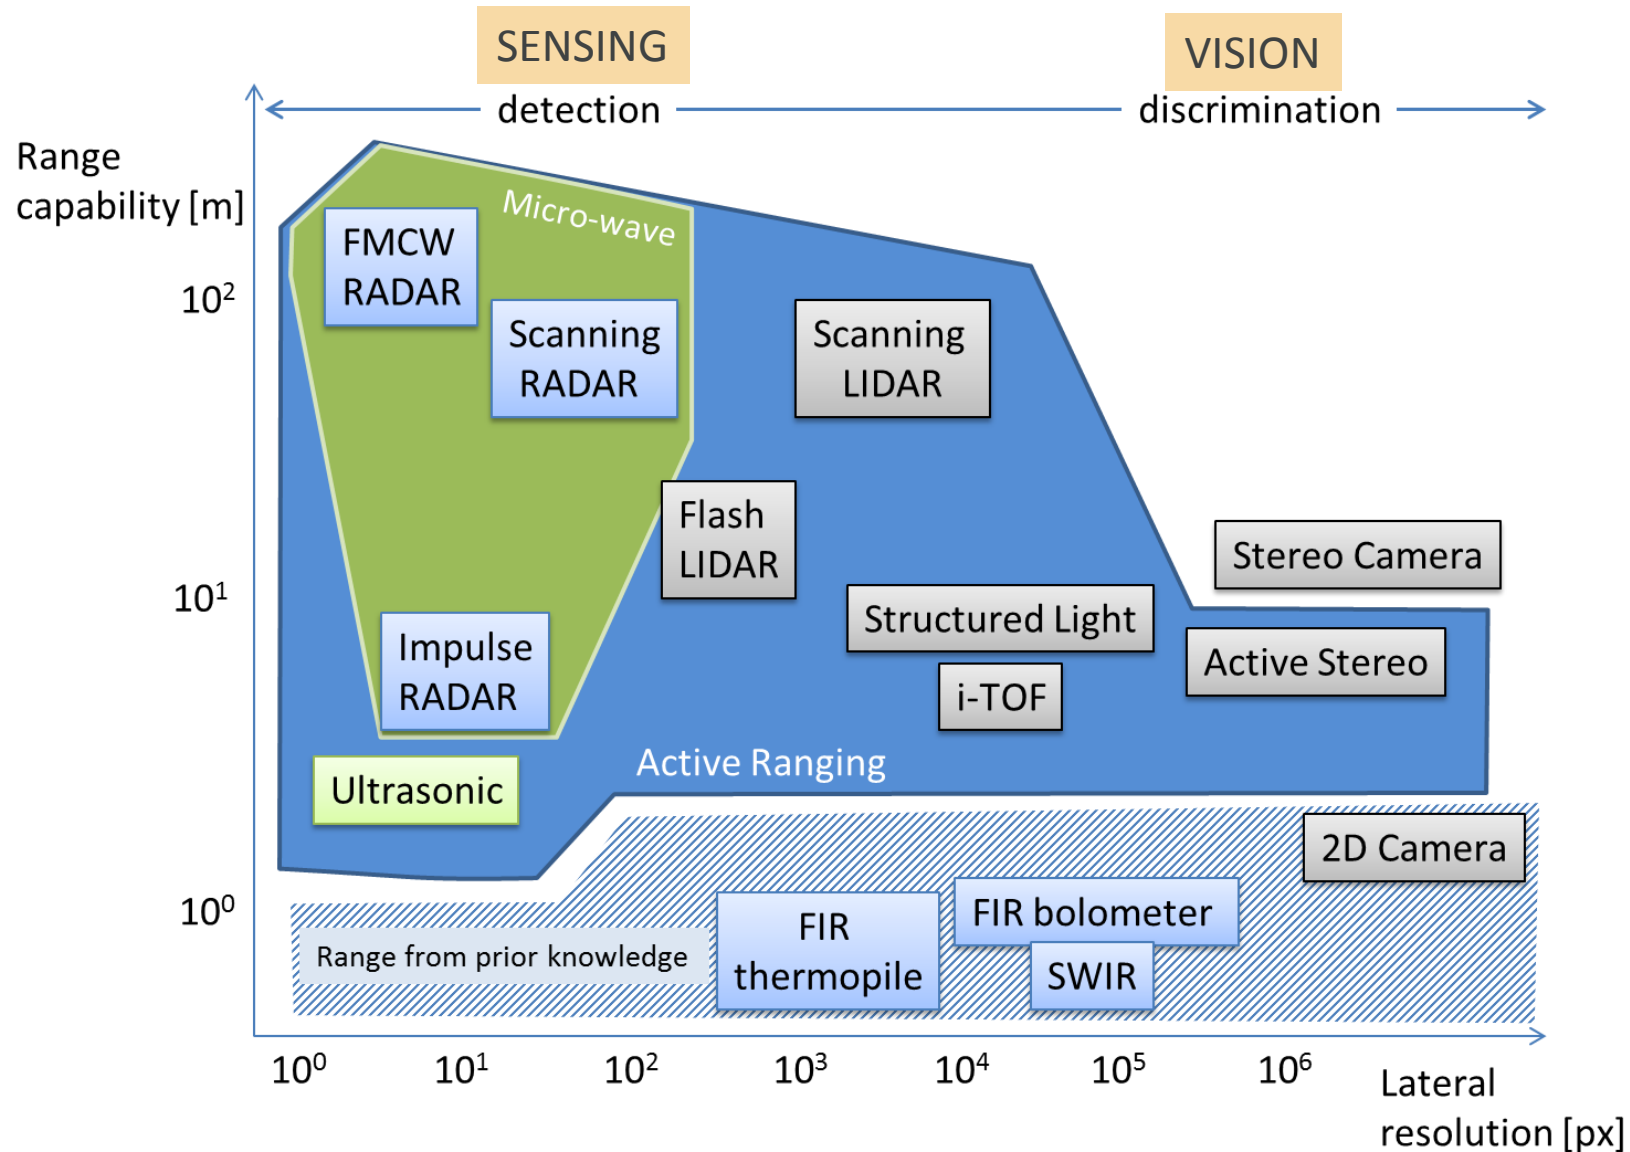 SENSING
VISION
detection
discrimination
Range
capability [m]
Micro-wave
FMCW
RADAR
10²
Scanning
RADAR
Scanning
LIDAR
Flash
LIDAR
Stereo Camera
10¹
Structured Light
Impulse
RADAR
Active Stereo
i-TOF
Active Ranging
Ultrasonic
2D Camera
10⁰
FIR
thermopile
FIR bolometer
Range from prior knowledge
SWIR
10⁰ 10¹ 10² 10³ 10⁴ 10⁵ 10⁶
Lateral
resolution [px]